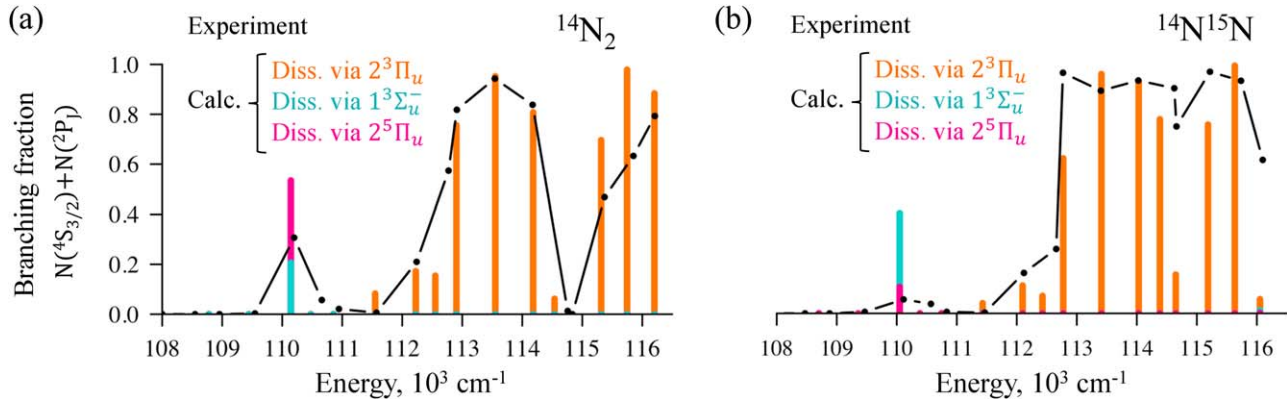 (a)
Experiment
¹⁴N₂
Calc.
Diss. via 2³Πᵤ
Diss. via 1³Σᵤ⁻
Diss. via 2⁵Πᵤ
Branching fraction
N(⁴S₃/₂)+N(²P_J)
1.0
0.8
0.6
0.4
0.2
0.0
108 109 110 111 112 113 114 115 116
Energy, 10³ cm⁻¹
(b)
Experiment
¹⁴N¹⁵N
Calc.
Diss. via 2³Πᵤ
Diss. via 1³Σᵤ⁻
Diss. via 2⁵Πᵤ
108 109 110 111 112 113 114 115 116
Energy, 10³ cm⁻¹